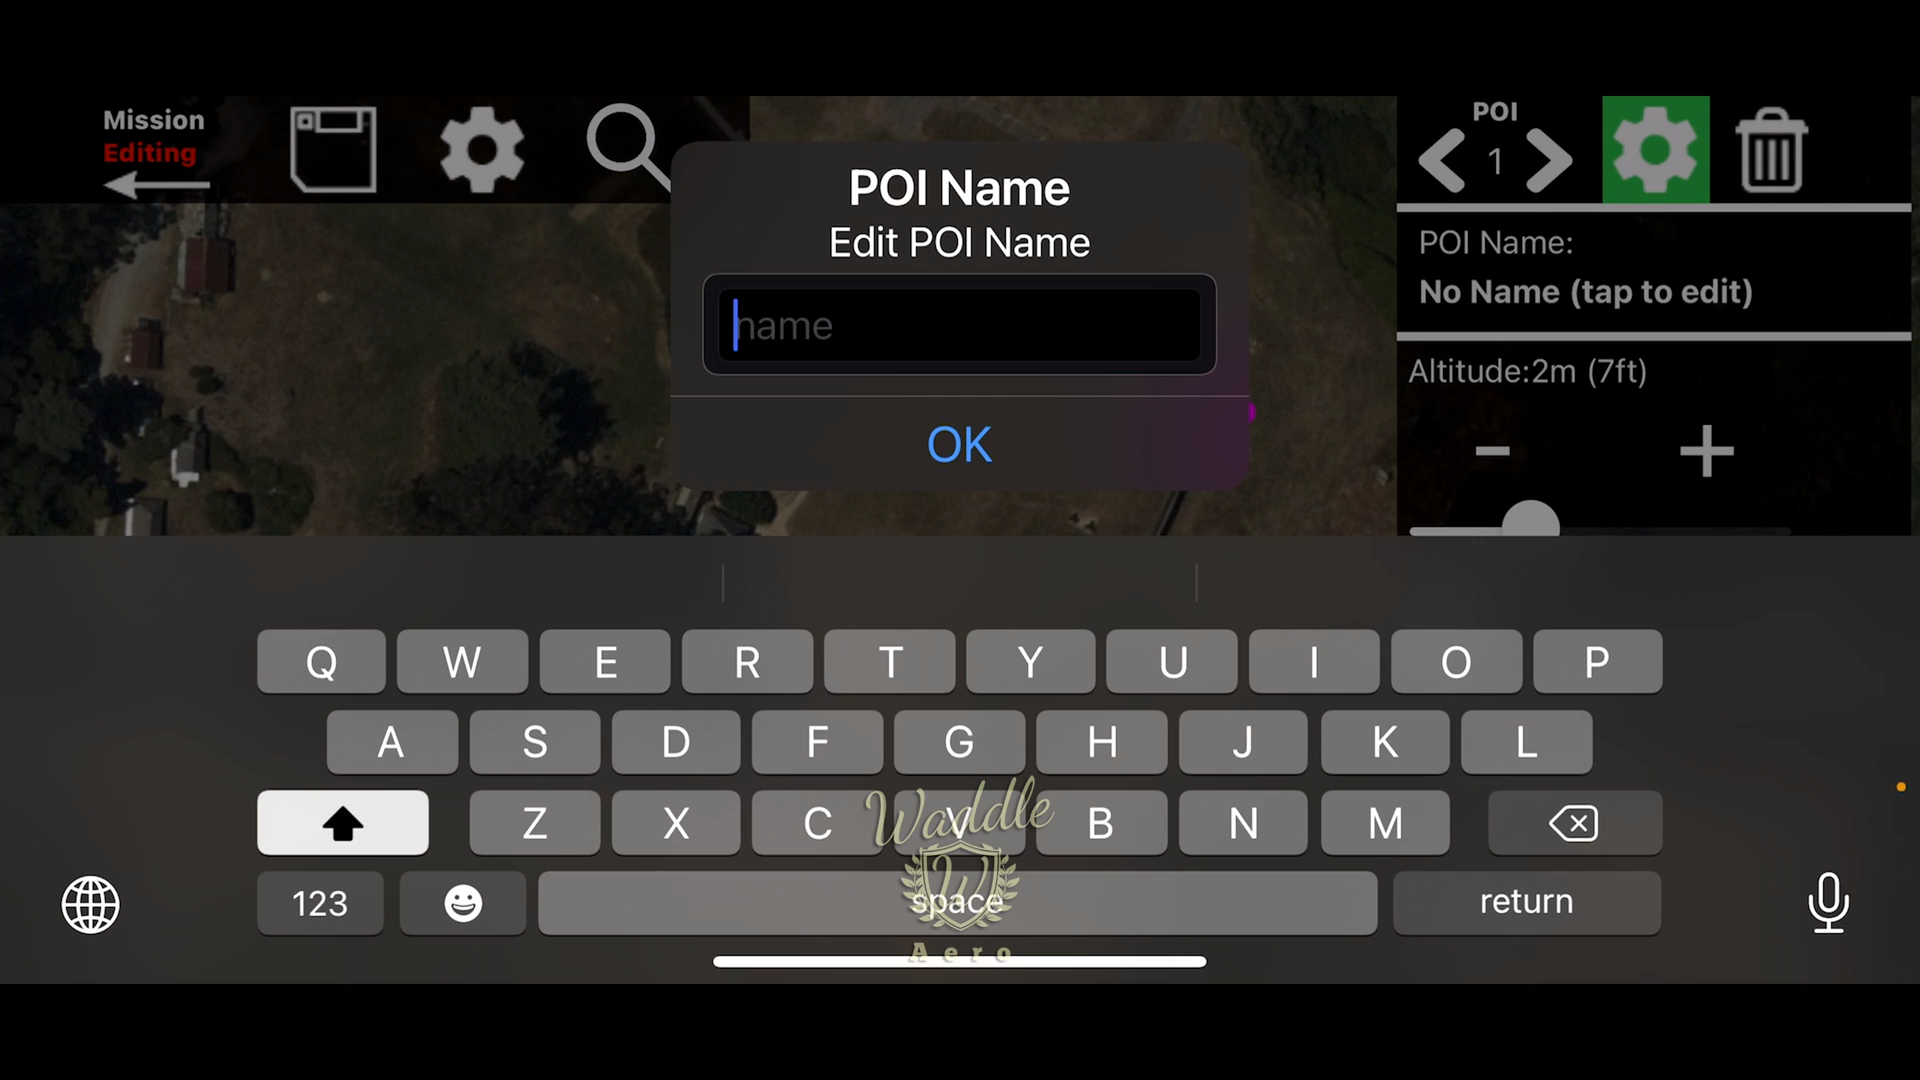 Mission
Editing
POI
1
POI Name
Edit POI Name
name
OK
POI Name:
No Name (tap to edit)
Altitude:2m (7ft)
Q W E R T Y U I O P
A S D F G H J K L
Z X C V B N M
123
space
return
Waddle
W
Aero